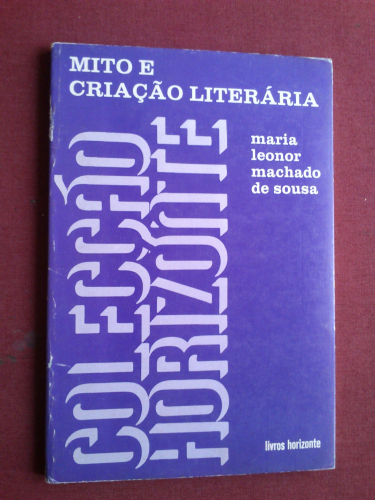 MITO E
CRIAÇÃO LITERÁRIA
maria
leonor
machado
de sousa
COLECÇÃO
HORIZONTE
livros horizonte